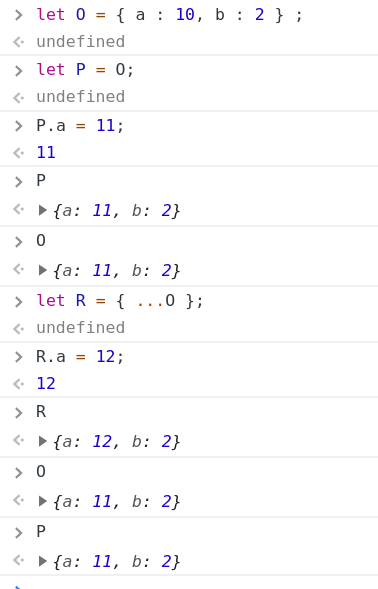 let O = { a : 10, b : 2 } ;
undefined
let P = O;
undefined
P.a = 11;
11
P
{a: 11, b: 2}
O
{a: 11, b: 2}
let R = { ...O };
undefined
R.a = 12;
12
R
{a: 12, b: 2}
O
{a: 11, b: 2}
P
{a: 11, b: 2}